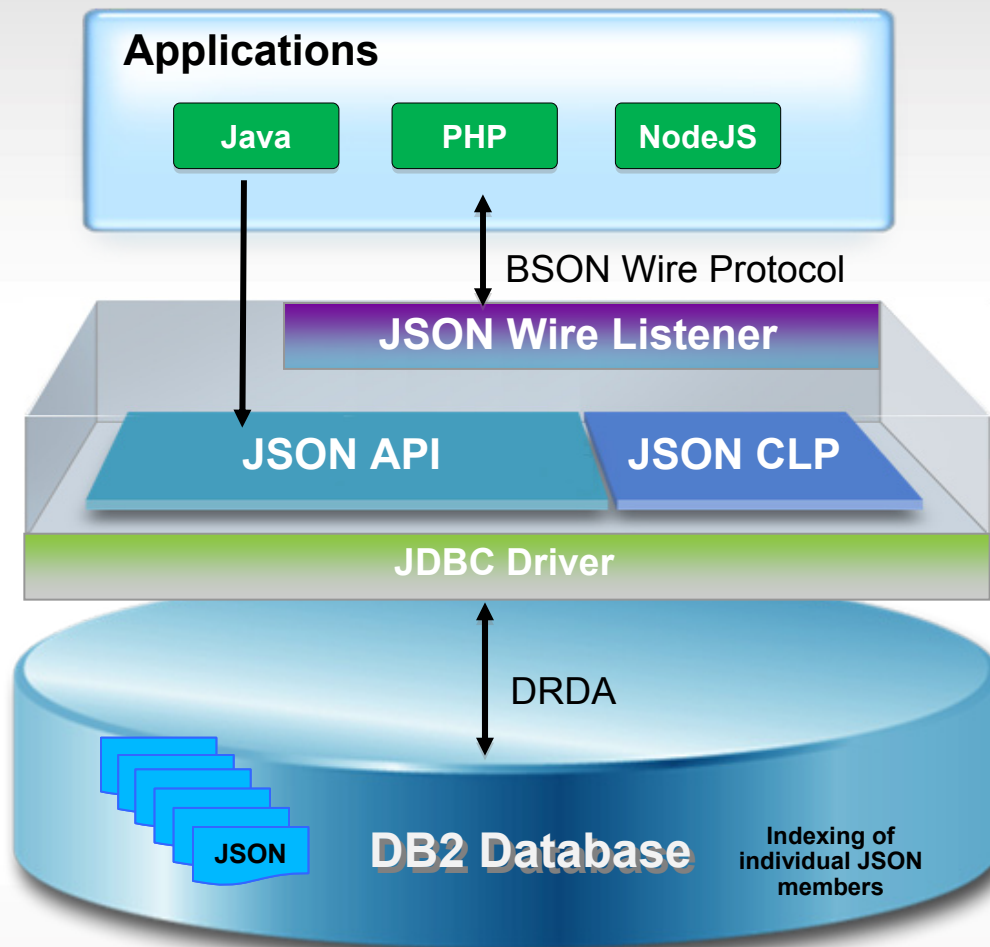 Applications
Java
PHP
NodeJS
BSON Wire Protocol
JSON Wire Listener
JSON API
JSON CLP
JDBC Driver
DRDA
JSON
DB2 Database
Indexing of
individual JSON
members